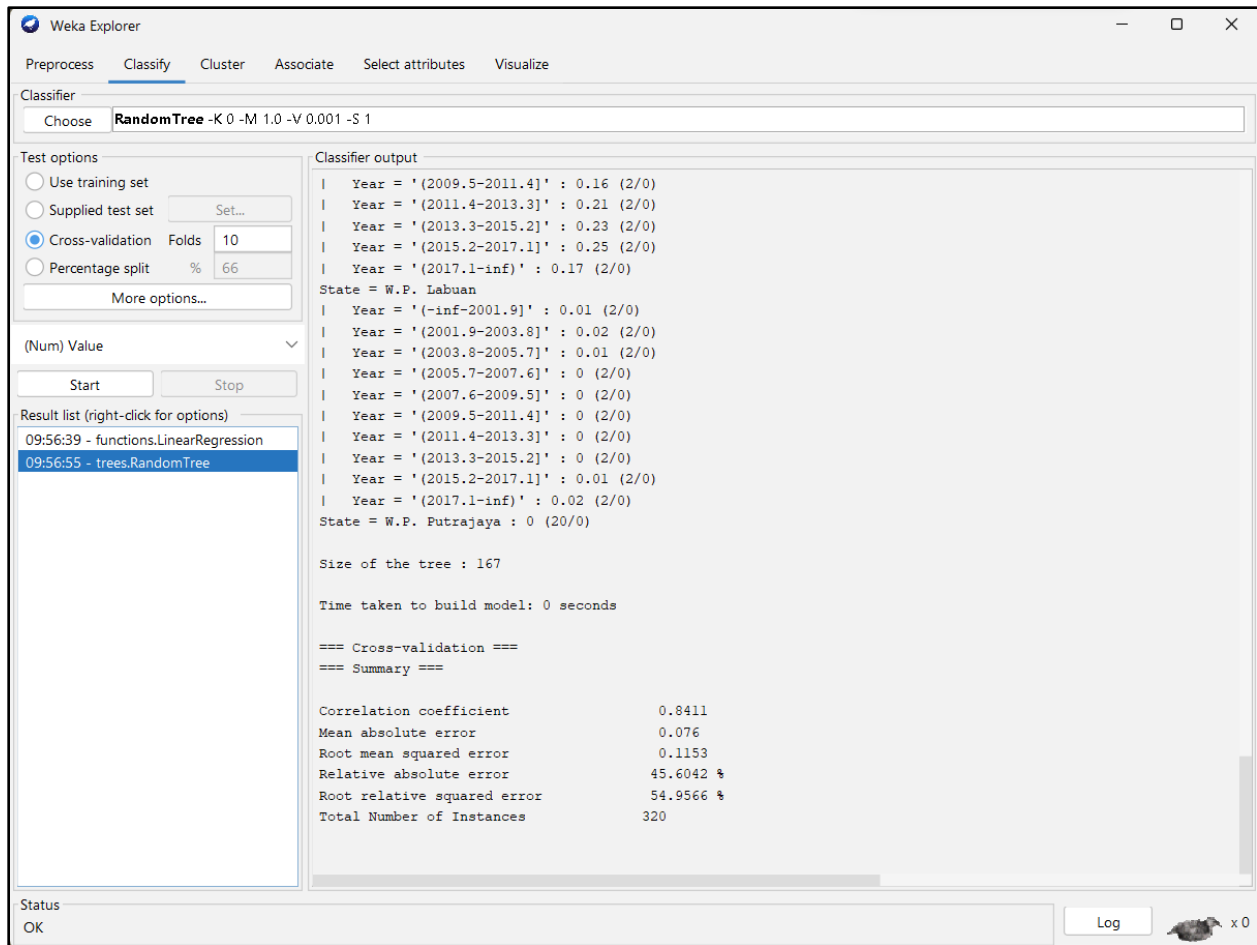 Weka Explorer
Preprocess Classify Cluster Associate Select attributes Visualize
Classifier
Choose RandomTree -K 0 -M 1.0 -V 0.001 -S 1
Test options
Use training set
Supplied test set Set...
Cross-validation Folds 10
Percentage split % 66
More options...
(Num) Value
Start Stop
Result list (right-click for options)
09:56:39 - functions.LinearRegression
09:56:55 - trees.RandomTree
Classifier output
| Year = '(2009.5-2011.4]' : 0.16 (2/0)
| Year = '(2011.4-2013.3]' : 0.21 (2/0)
| Year = '(2013.3-2015.2]' : 0.23 (2/0)
| Year = '(2015.2-2017.1]' : 0.25 (2/0)
| Year = '(2017.1-inf)' : 0.17 (2/0)
State = W.P. Labuan
| Year = '(-inf-2001.9]' : 0.01 (2/0)
| Year = '(2001.9-2003.8]' : 0.02 (2/0)
| Year = '(2003.8-2005.7]' : 0.01 (2/0)
| Year = '(2005.7-2007.6]' : 0 (2/0)
| Year = '(2007.6-2009.5]' : 0 (2/0)
| Year = '(2009.5-2011.4]' : 0 (2/0)
| Year = '(2011.4-2013.3]' : 0 (2/0)
| Year = '(2013.3-2015.2]' : 0 (2/0)
| Year = '(2015.2-2017.1]' : 0.01 (2/0)
| Year = '(2017.1-inf)' : 0.02 (2/0)
State = W.P. Putrajaya : 0 (20/0)
Size of the tree : 167
Time taken to build model: 0 seconds
=== Cross-validation ===
=== Summary ===
Correlation coefficient 0.8411
Mean absolute error 0.076
Root mean squared error 0.1153
Relative absolute error 45.6042 %
Root relative squared error 54.9566 %
Total Number of Instances 320
Status
OK
Log x 0